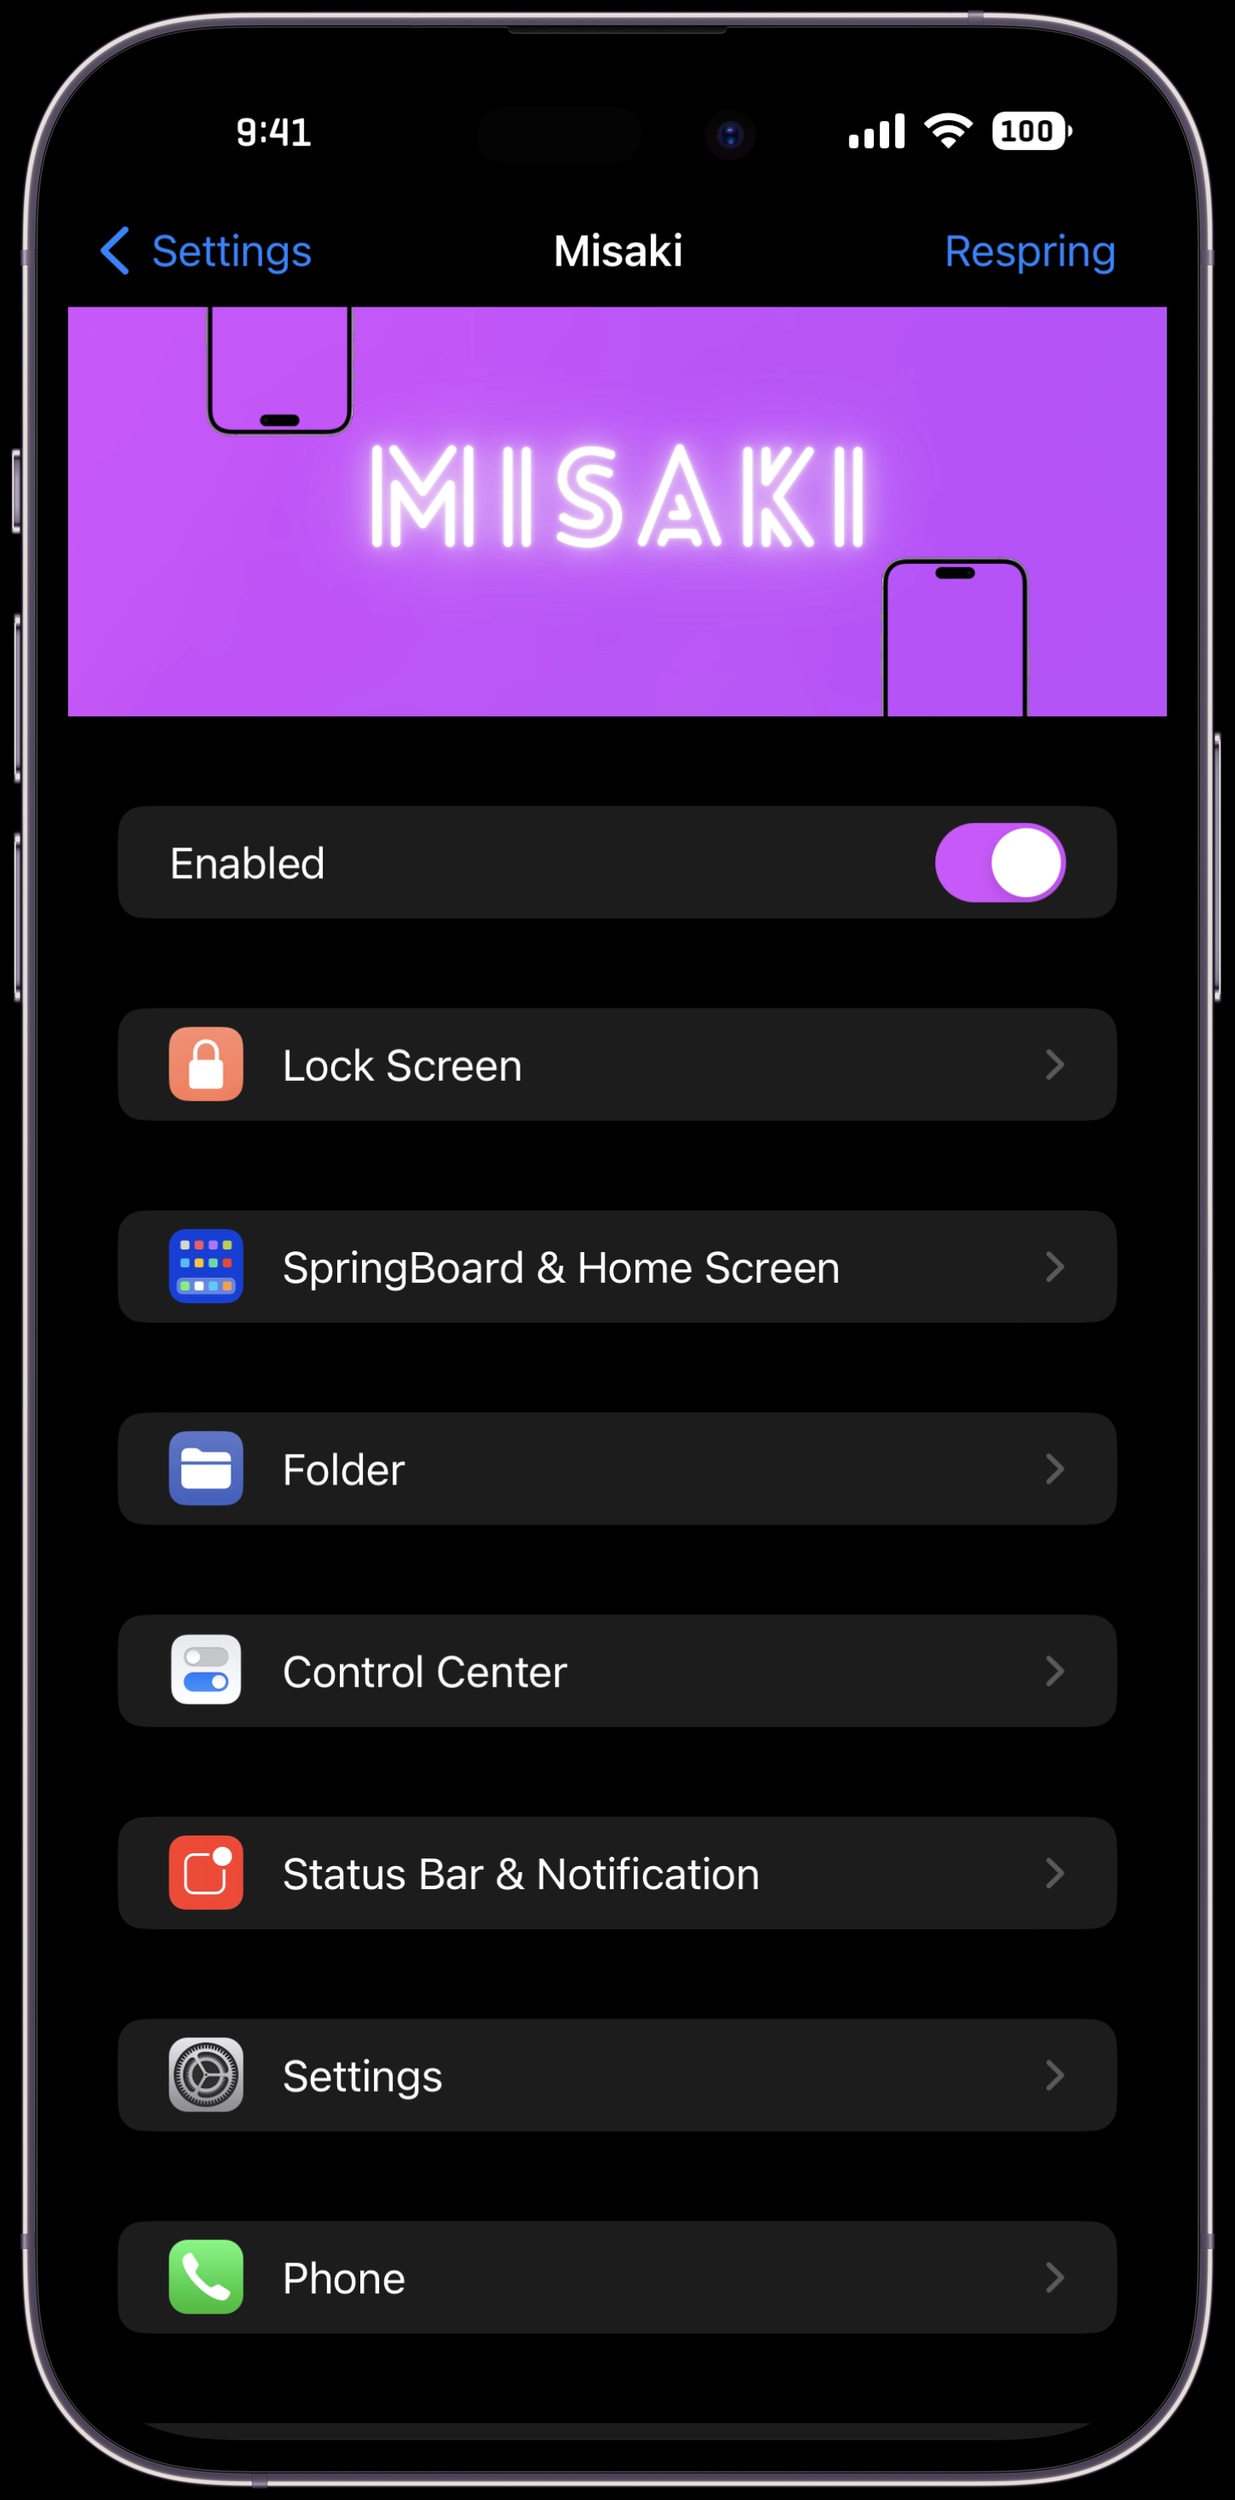 9:41
100
Settings
Misaki
Respring
MISAKI
Enabled
Lock Screen
SpringBoard & Home Screen
Folder
Control Center
Status Bar & Notification
Settings
Phone